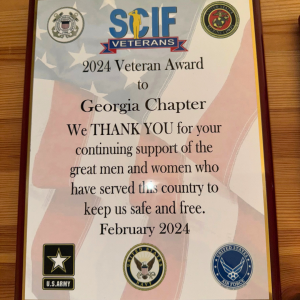 SCIF
VETERANS
2024 Veteran Award
to
Georgia Chapter
We THANK YOU for your
continuing support of the
great men and women who
have served this country to
keep us safe and free.
February 2024
U.S.ARMY